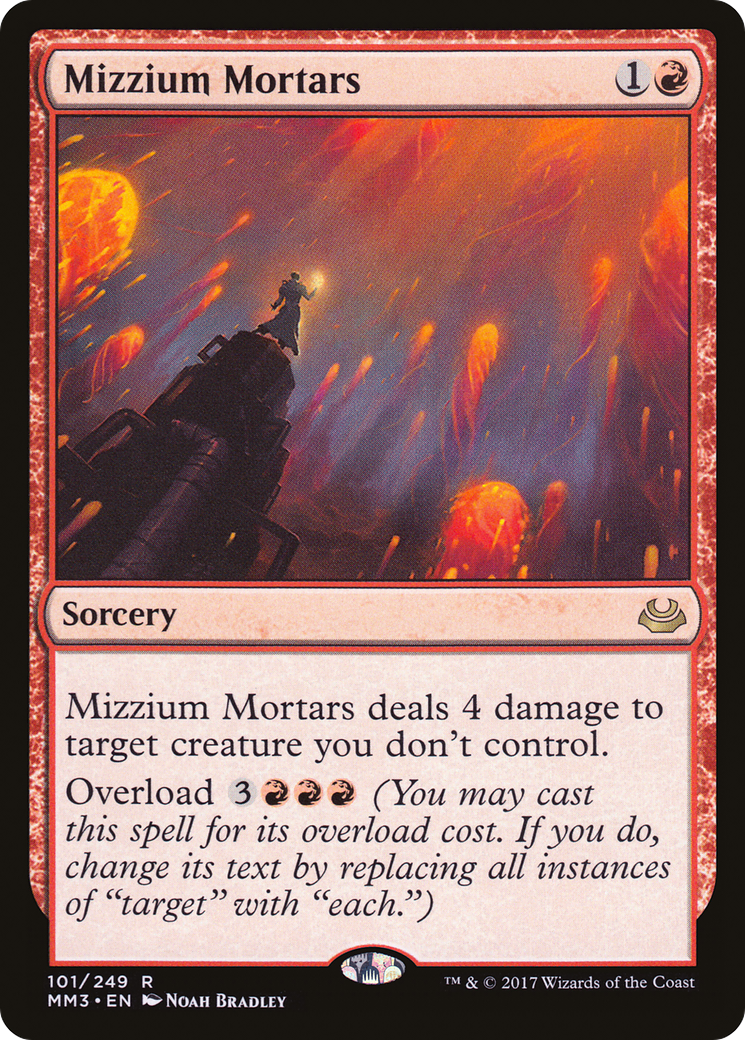 Mizzium Mortars 1
Sorcery
Mizzium Mortars deals 4 damage to
target creature you don't control.
Overload 3 (You may cast
this spell for its overload cost. If you do,
change its text by replacing all instances
of “target” with “each.”)
101/249 R
MM3 • EN Noah Bradley
™ & © 2017 Wizards of the Coast